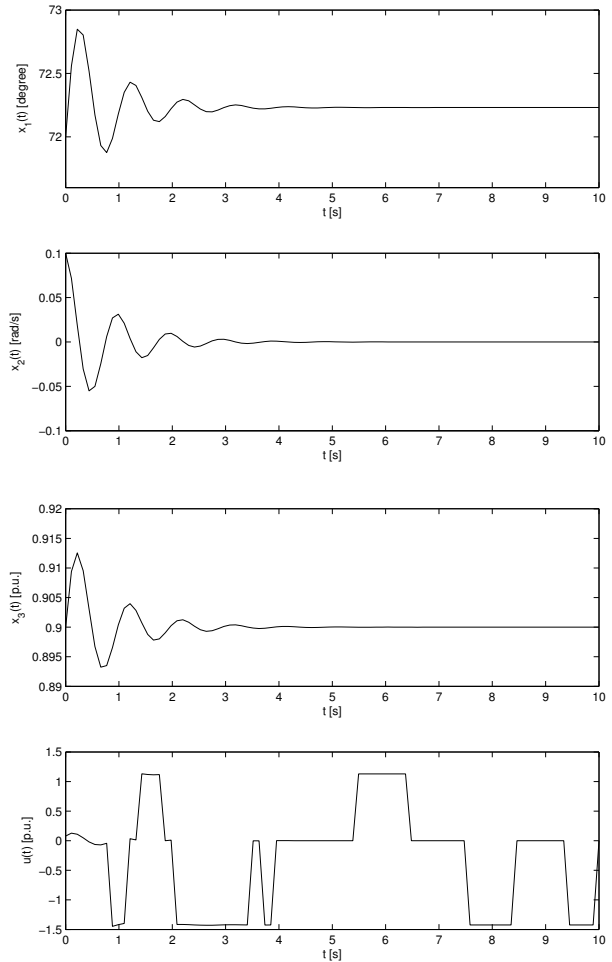 73
72.5
72
x1(t) [degree]
0 1 2 3 4 5 6 7 8 9 10
t [s]
0.1
0.05
0
−0.05
−0.1
x2(t) [rad/s]
0 1 2 3 4 5 6 7 8 9 10
t [s]
0.92
0.915
0.91
0.905
0.9
0.895
0.89
x3(t) [p.u.]
0 1 2 3 4 5 6 7 8 9 10
t [s]
1.5
1
0.5
0
−0.5
−1
−1.5
u(t) [p.u.]
0 1 2 3 4 5 6 7 8 9 10
t [s]